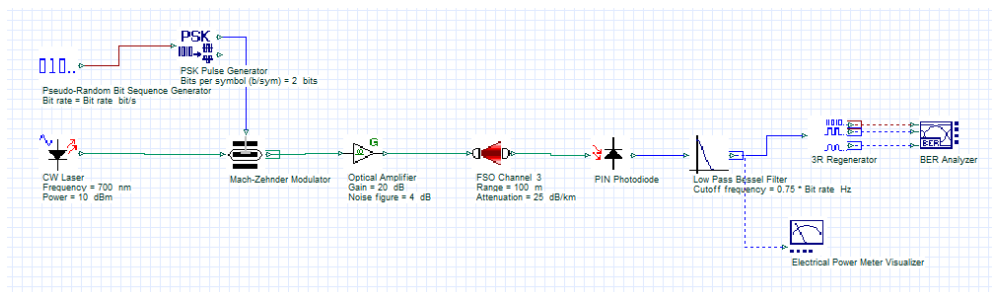 PSK
PSK Pulse Generator
Bits per symbol (b/sym) = 2 bits
Pseudo-Random Bit Sequence Generator
Bit rate = Bit rate bit/s
CW Laser
Frequency = 700 nm
Power = 10 dBm
Mach-Zehnder Modulator
G
Optical Amplifier
Gain = 20 dB
Noise figure = 4 dB
FSO Channel 3
Range = 100 m
Attenuation = 25 dB/km
PIN Photodiode
Low Pass Bessel Filter
Cutoff frequency = 0.75 * Bit rate Hz
3R Regenerator
BER
BER Analyzer
Electrical Power Meter Visualizer